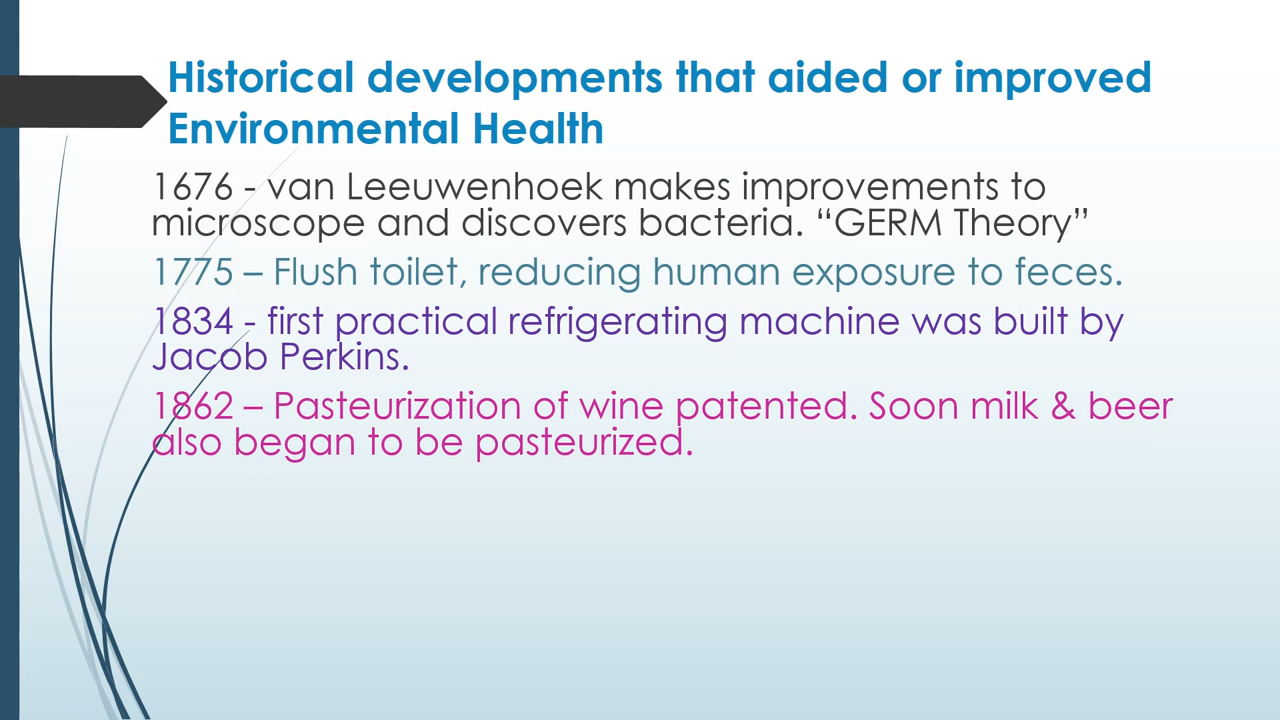 Historical developments that aided or improved
Environmental Health
1676 - van Leeuwenhoek makes improvements to
microscope and discovers bacteria. “GERM Theory”
1775 – Flush toilet, reducing human exposure to feces.
1834 - first practical refrigerating machine was built by
Jacob Perkins.
1862 – Pasteurization of wine patented. Soon milk & beer
also began to be pasteurized.